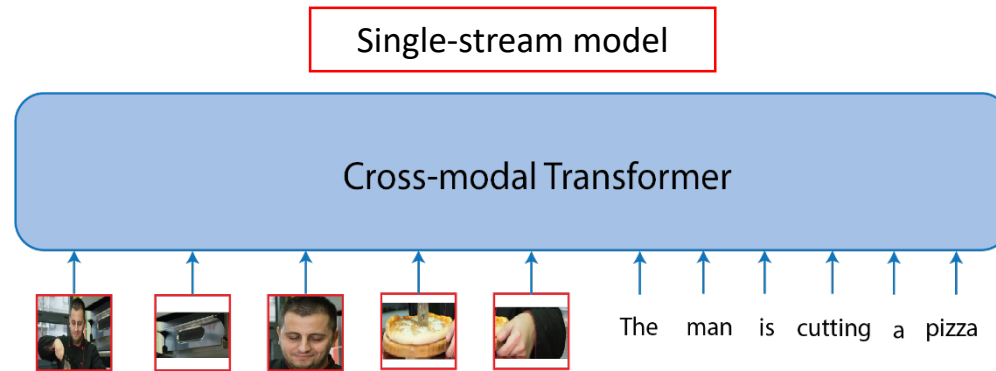 Single-stream model
Cross-modal Transformer
The man is cutting a pizza